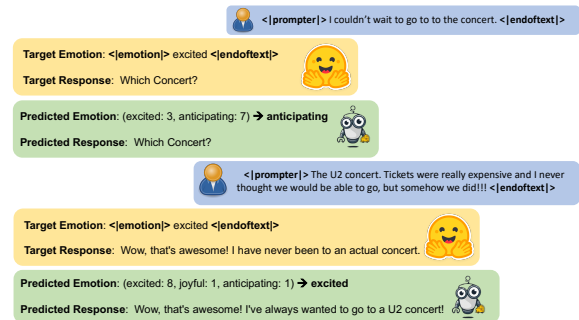 <|prompter|> I couldn't wait to go to to the concert. <|endoftext|>
Target Emotion: <|emotion|> excited <|endoftext|>
Target Response: Which Concert?
Predicted Emotion: (excited: 3, anticipating: 7) ➔ anticipating
Predicted Response: Which Concert?
<|prompter|> The U2 concert. Tickets were really expensive and I never
thought we would be able to go, but somehow we did!!! <|endoftext|>
Target Emotion: <|emotion|> excited <|endoftext|>
Target Response: Wow, that's awesome! I have never been to an actual concert.
Predicted Emotion: (excited: 8, joyful: 1, anticipating: 1) ➔ excited
Predicted Response: Wow, that's awesome! I've always wanted to go to a U2 concert!